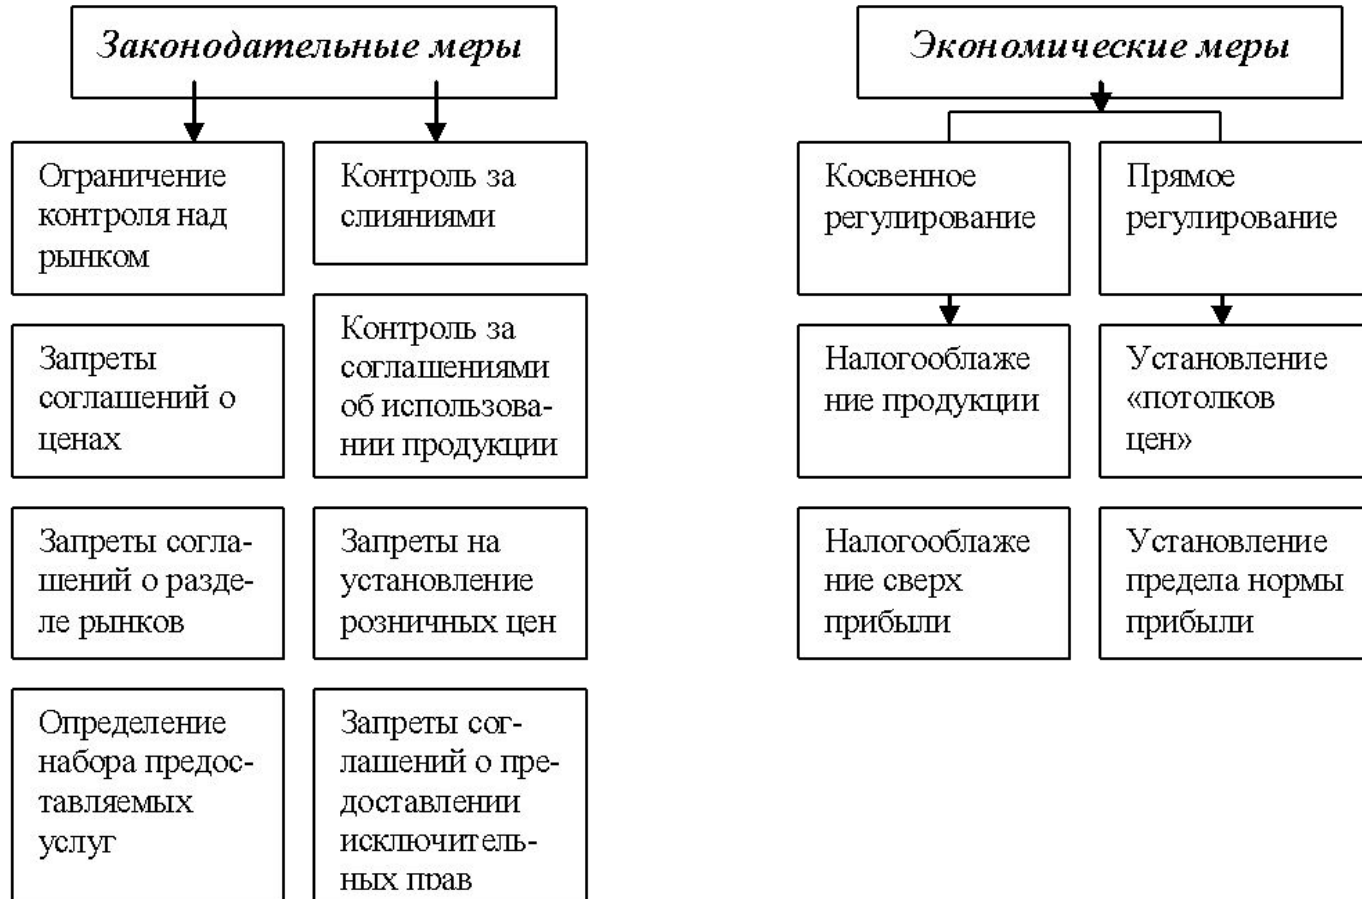 Законодательные меры
Экономические меры
Ограничение
контроля над
рынком
Контроль за
слияниями
Косвенное
регулирование
Прямое
регулирование
Запреты
соглашений о
ценах
Контроль за
соглашениями
об использова-
нии продукции
Налогооблаже
ние продукции
Установление
«потолков
цен»
Запреты согла-
шений о разде-
ле рынков
Запреты на
установление
розничных цен
Налогооблаже
ние сверх
прибыли
Установление
предела нормы
прибыли
Определение
набора предос-
тавляемых
услуг
Запреты сог-
лашений о пре-
доставлении
исключитель-
ных прав